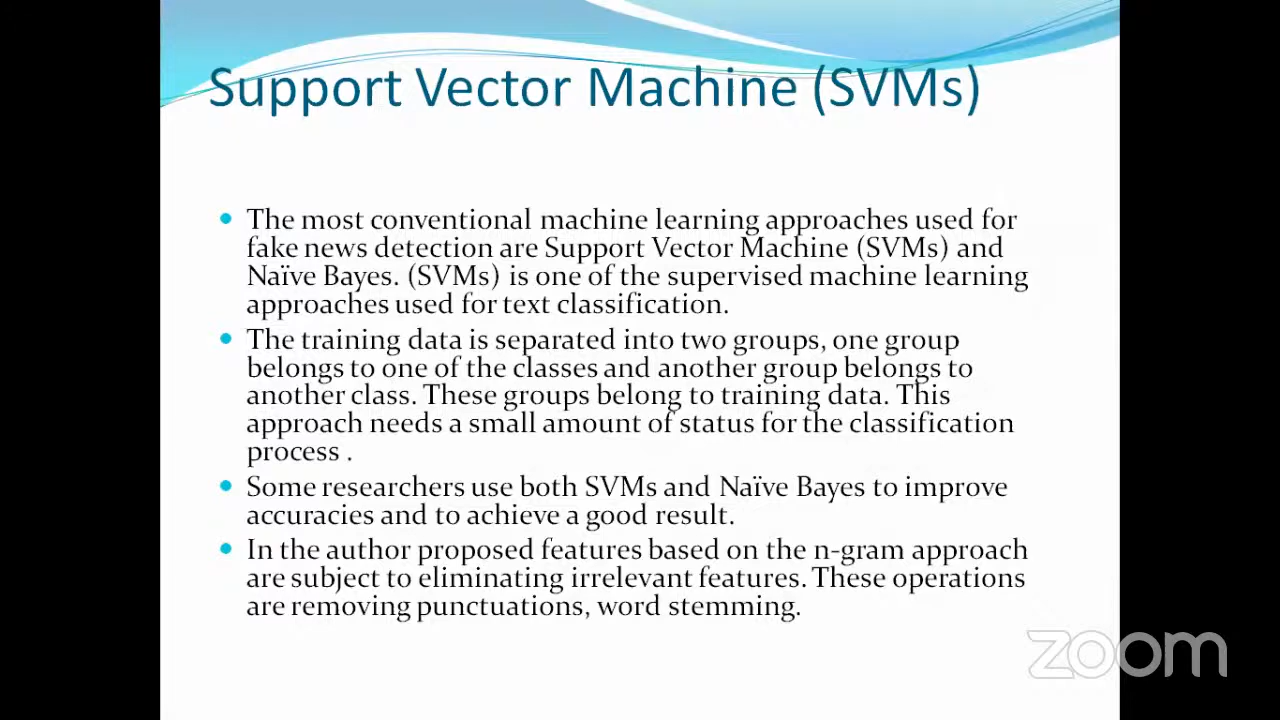 Support Vector Machine (SVMs)
The most conventional machine learning approaches used for
fake news detection are Support Vector Machine (SVMs) and
Naïve Bayes. (SVMs) is one of the supervised machine learning
approaches used for text classification.
The training data is separated into two groups, one group
belongs to one of the classes and another group belongs to
another class. These groups belong to training data. This
approach needs a small amount of status for the classification
process .
Some researchers use both SVMs and Naïve Bayes to improve
accuracies and to achieve a good result.
In the author proposed features based on the n-gram approach
are subject to eliminating irrelevant features. These operations
are removing punctuations, word stemming.
zoom